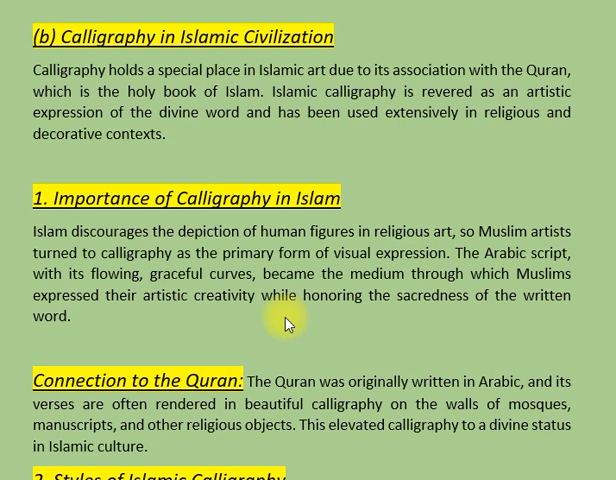 (b) Calligraphy in Islamic Civilization
Calligraphy holds a special place in Islamic art due to its association with the Quran,
which is the holy book of Islam. Islamic calligraphy is revered as an artistic
expression of the divine word and has been used extensively in religious and
decorative contexts.
1. Importance of Calligraphy in Islam
Islam discourages the depiction of human figures in religious art, so Muslim artists
turned to calligraphy as the primary form of visual expression. The Arabic script,
with its flowing, graceful curves, became the medium through which Muslims
expressed their artistic creativity while honoring the sacredness of the written
word.
Connection to the Quran: The Quran was originally written in Arabic, and its
verses are often rendered in beautiful calligraphy on the walls of mosques,
manuscripts, and other religious objects. This elevated calligraphy to a divine status
in Islamic culture.
2. Styles of Islamic Calligraphy